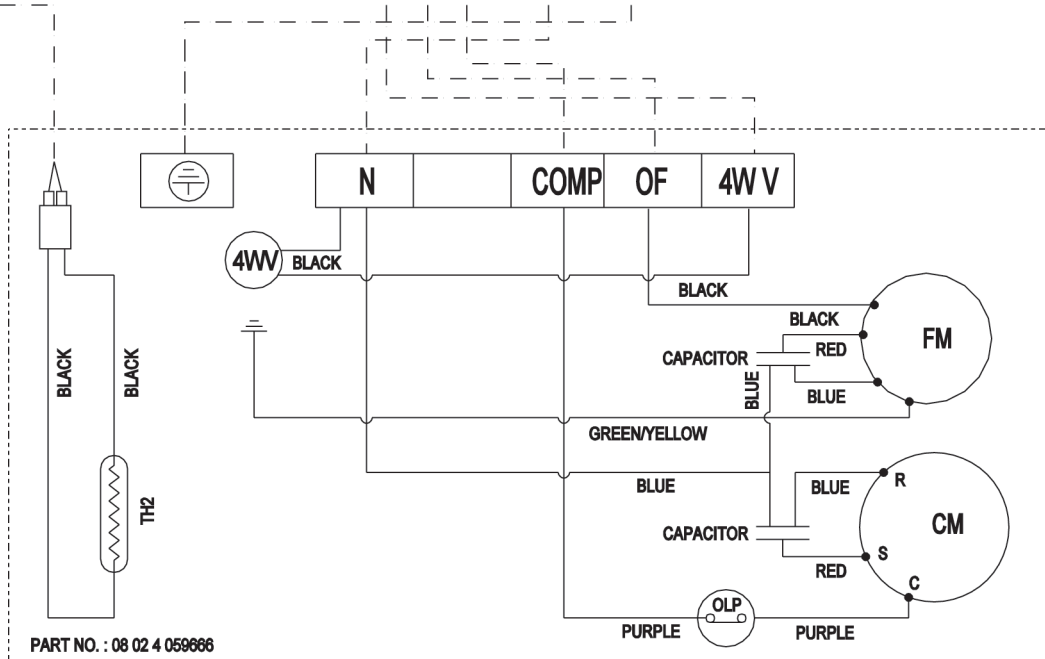 N
COMP
OF
4W V
4WV
BLACK
BLACK
BLACK
RED
CAPACITOR
BLUE
BLUE
FM
BLACK
BLACK
GREEN/YELLOW
BLUE
BLUE
R
TH2
CAPACITOR
CM
S
RED
C
OLP
PURPLE
PURPLE
PART NO. : 08 02 4 059666